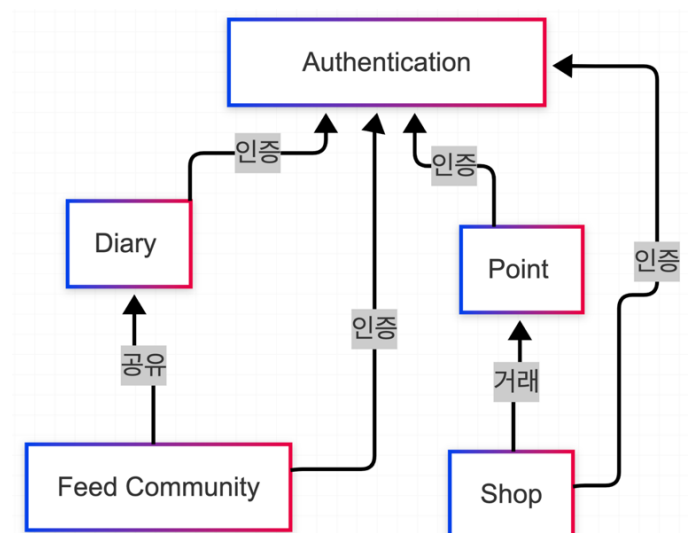 Authentication
인증
인증
Diary
Point
인증
인증
공유
거래
Feed Community
Shop